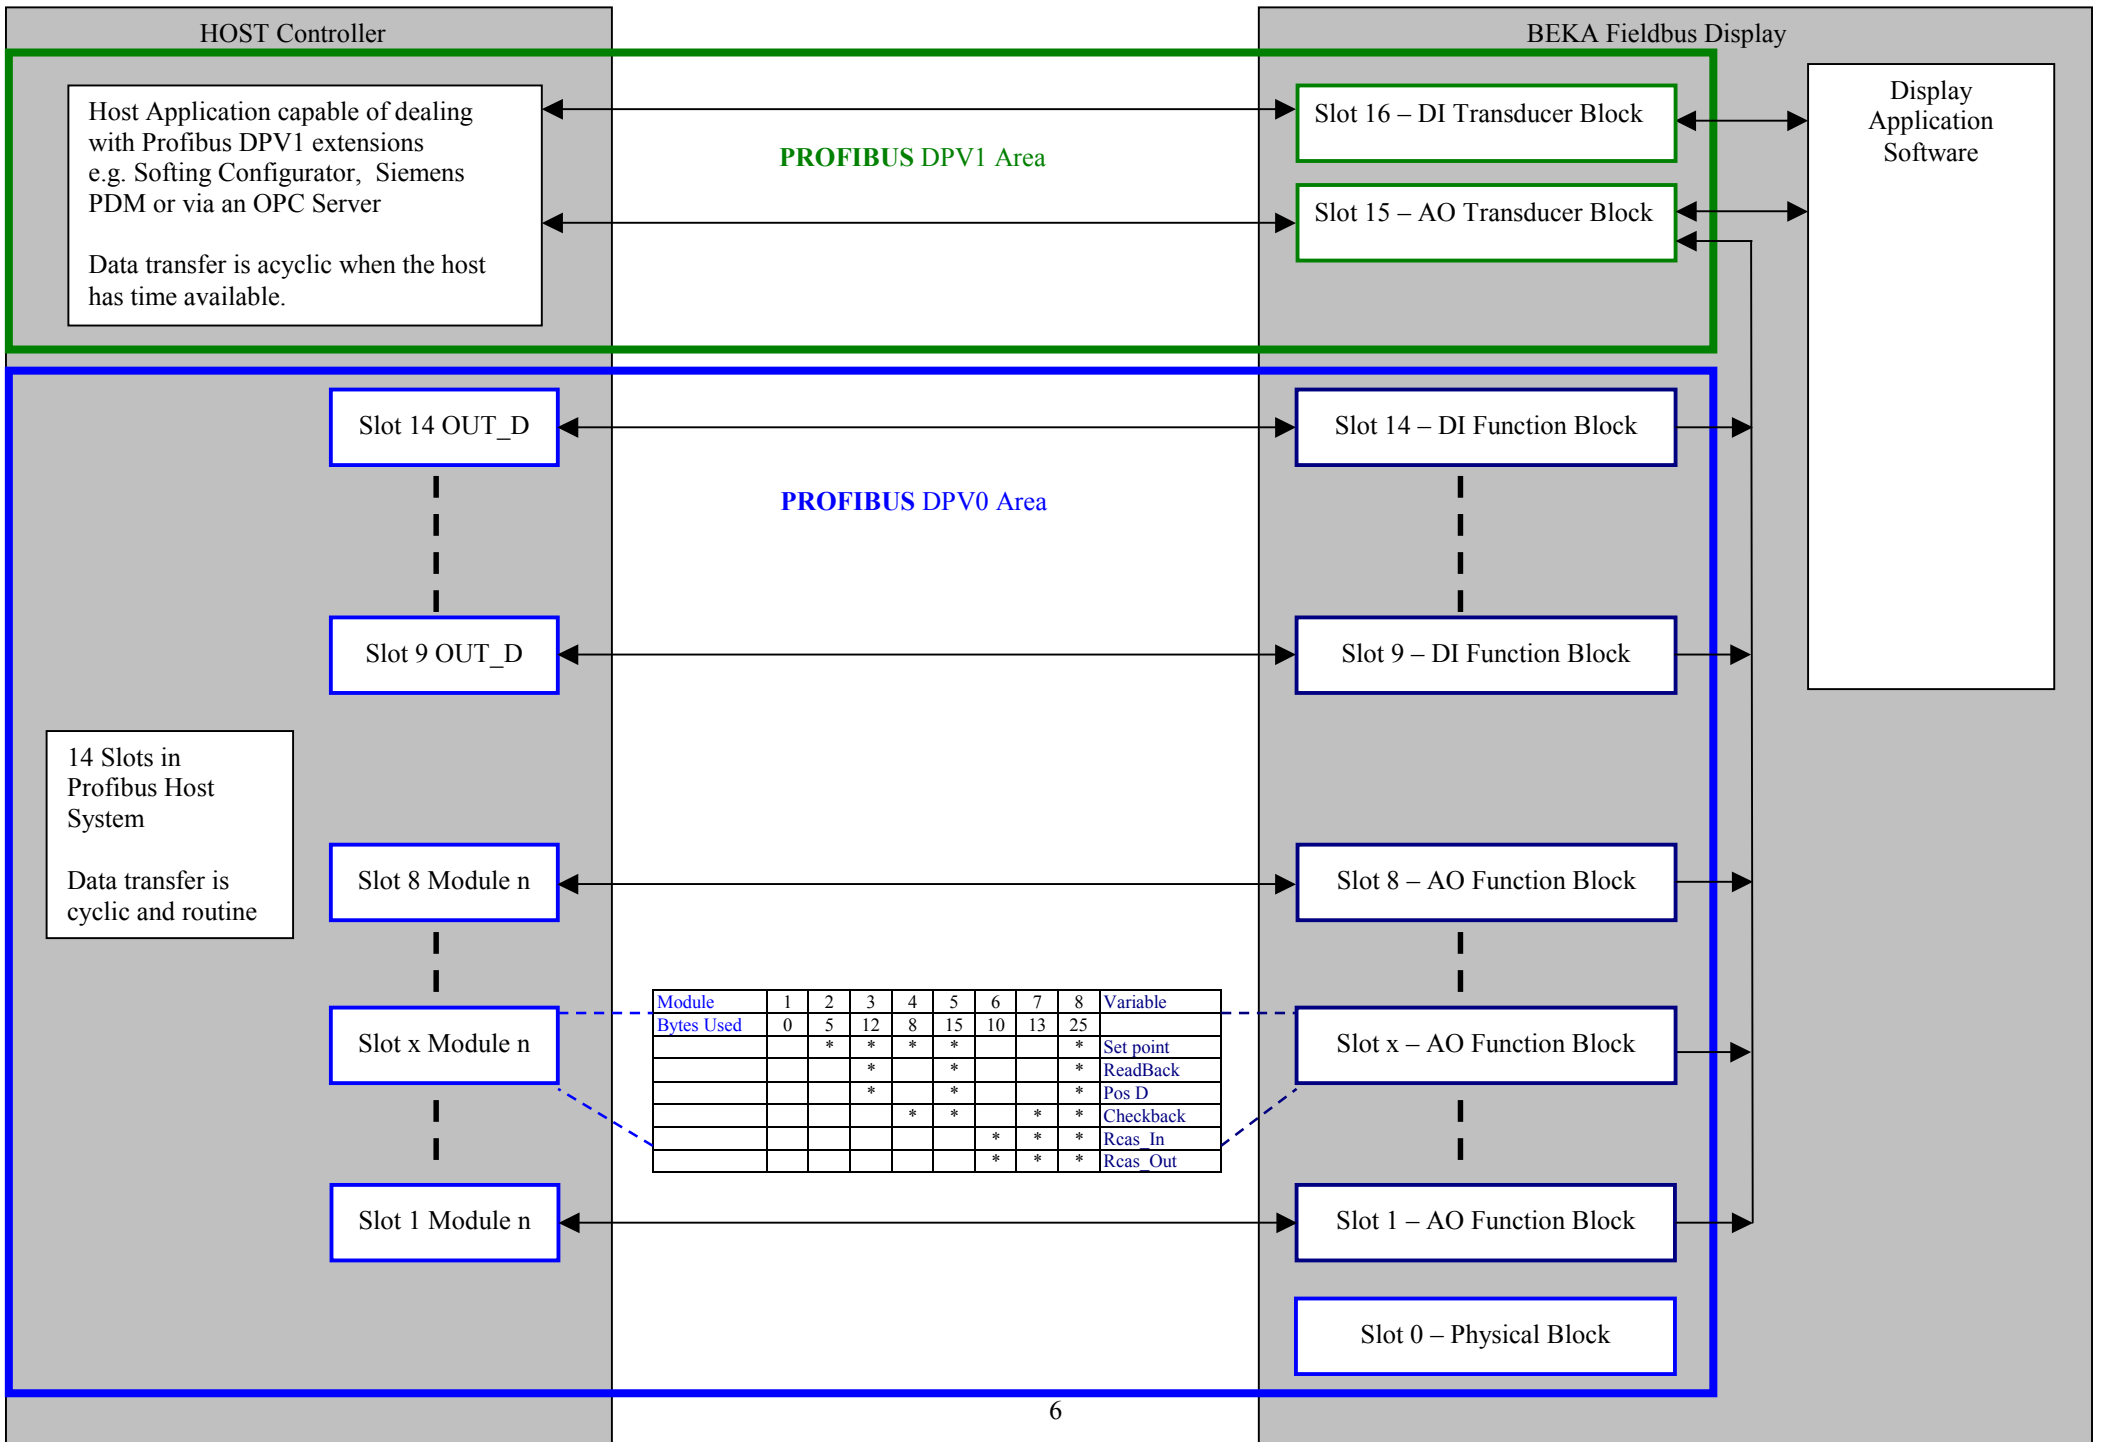 HOST Controller
BEKA Fieldbus Display
Host Application capable of dealing
with Profibus DPV1 extensions
e.g. Softing Configurator, Siemens
PDM or via an OPC Server
Data transfer is acyclic when the host
has time available.
PROFIBUS DPV1 Area
Slot 16 – DI Transducer Block
Slot 15 – AO Transducer Block
Display
Application
Software
Slot 14 OUT_D
Slot 14 – DI Function Block
PROFIBUS DPV0 Area
Slot 9 OUT_D
Slot 9 – DI Function Block
14 Slots in
Profibus Host
System
Data transfer is
cyclic and routine
Slot 8 Module n
Slot 8 – AO Function Block
Slot x Module n
Module 1 2 3 4 5 6 7 8 Variable
Bytes Used 0 5 12 8 15 10 13 25
* * * * * Set point
* * * ReadBack
* * * Pos D
* * * * Checkback
* * * Rcas_In
* * * Rcas_Out
Slot x – AO Function Block
Slot 1 Module n
Slot 1 – AO Function Block
Slot 0 – Physical Block
6